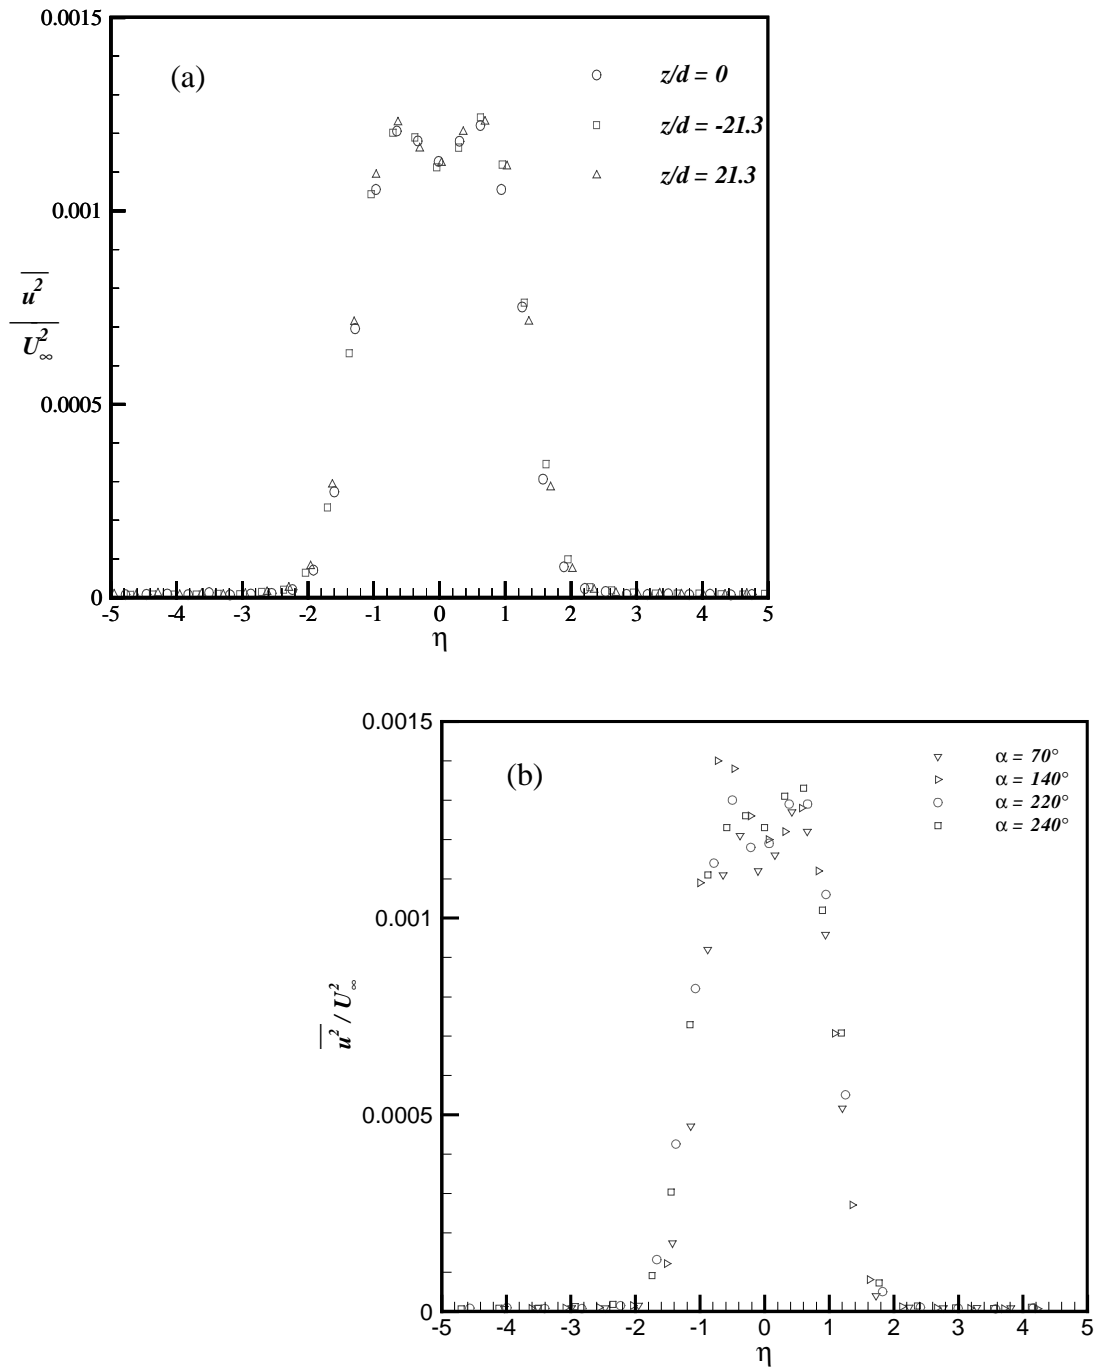 0.0015
(a)
z/d = 0
z/d = -21.3
z/d = 21.3
0.001
u²
U∞²
0.0005
0
-5 -4 -3 -2 -1 0 1 2 3 4 5
η
0.0015
(b)
α = 70°
α = 140°
α = 220°
α = 240°
0.001
u² / U∞²
0.0005
0
-5 -4 -3 -2 -1 0 1 2 3 4 5
η